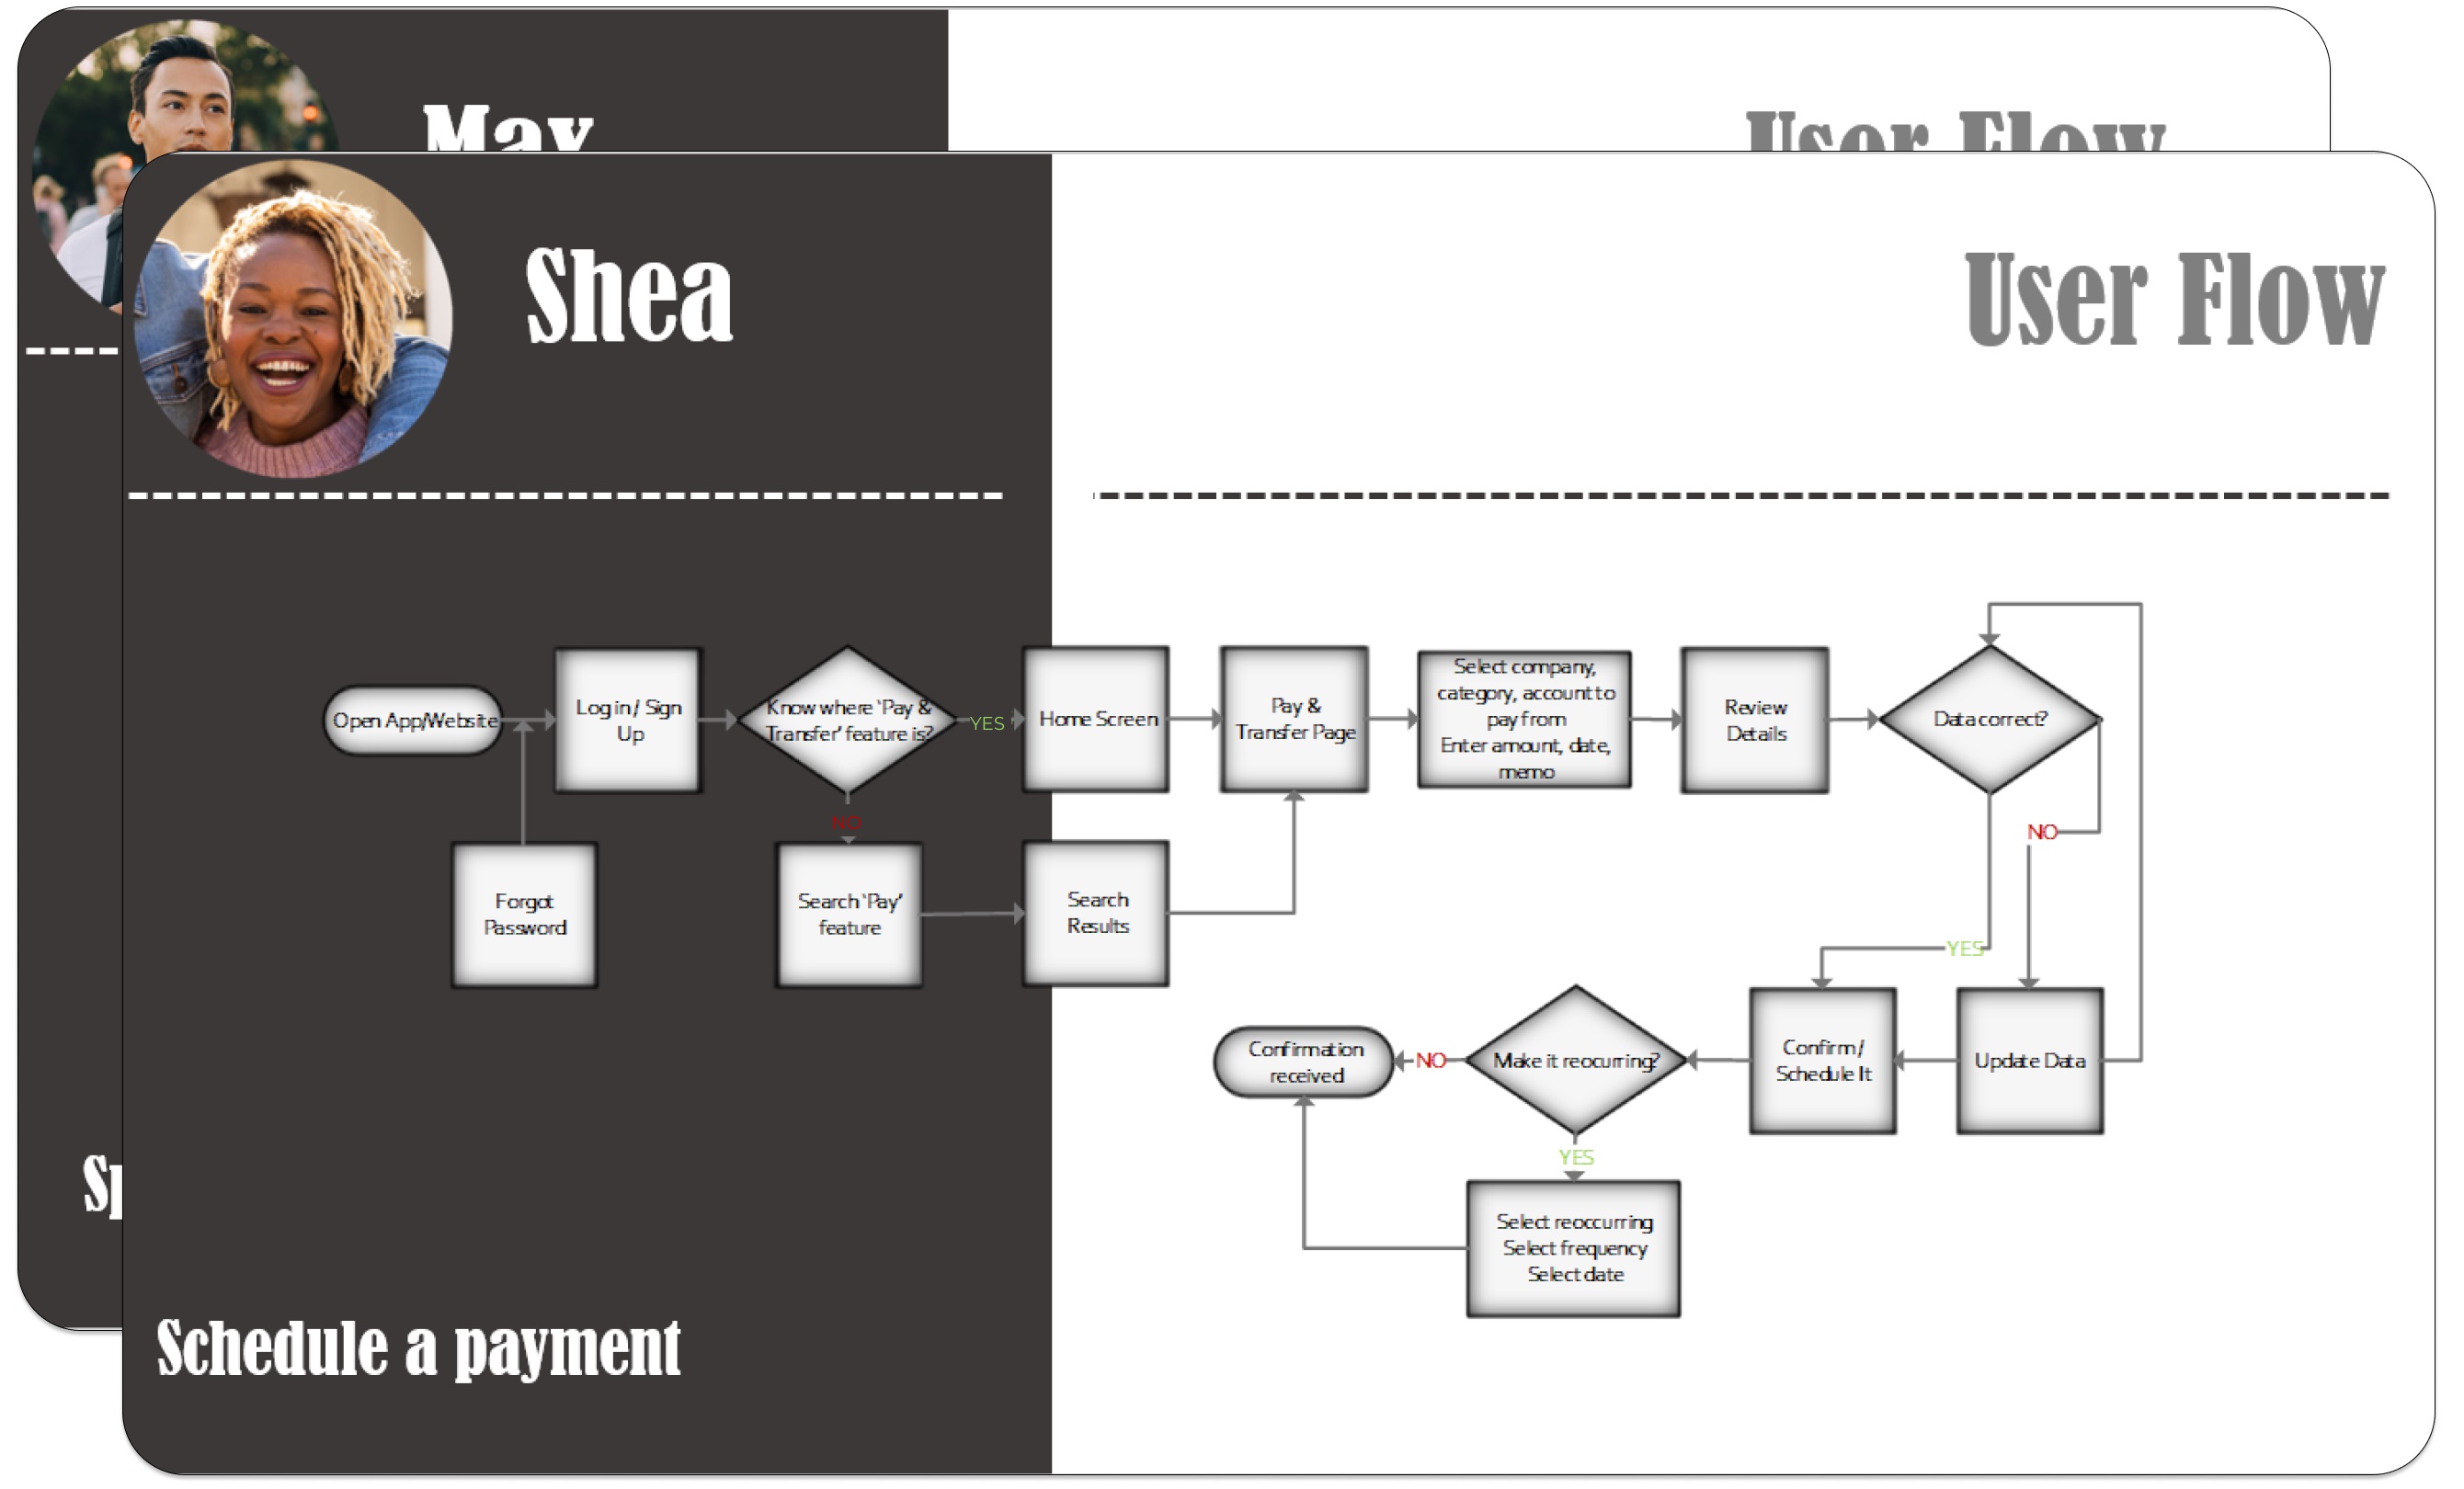 May
User Flow
Shea
User Flow
Open App/Website
Log in / Sign
Up
Know where 'Pay &
Transfer' feature is?
YES
Home Screen
Pay &
Transfer Page
Select company,
category, account to
pay from
Enter amount, date,
memo
Review
Details
Data correct?
NO
NO
Forgot
Password
Search 'Pay'
feature
Search
Results
YES
Confirmation
received
NO
Make it reocurring?
Confirm /
Schedule It
Update Data
YES
Select reoccurring
Select frequency
Select date
Schedule a payment